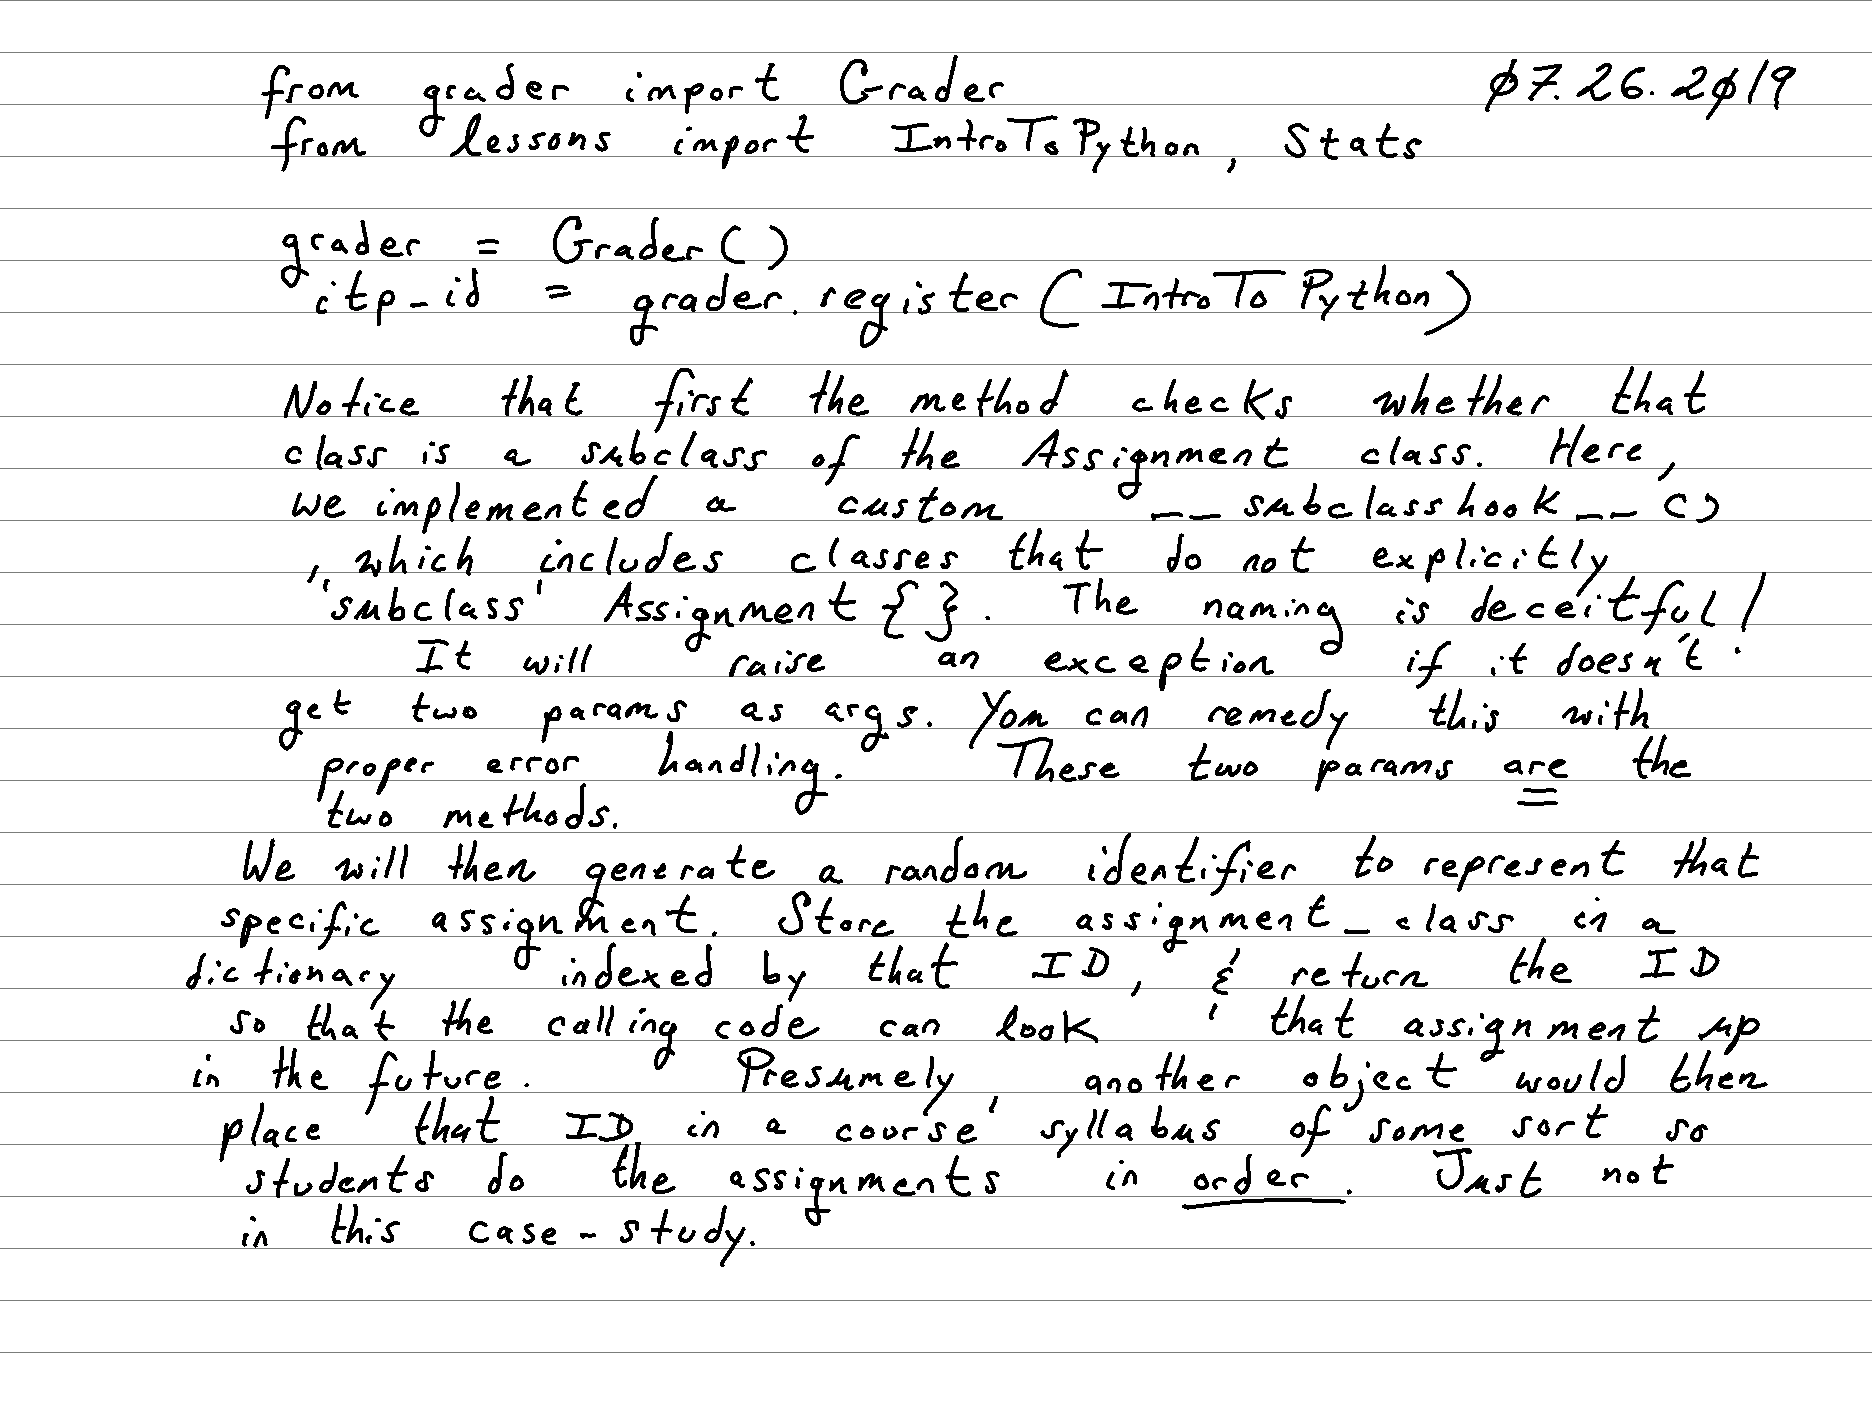 from grader import Grader 07.26.2019
from lessons import IntroToPython, Stats
grader = Grader()
itp_id = grader.register(IntroToPython)
Notice that first the method checks whether that
class is a subclass of the Assignment class. Here,
we implemented a custom __subclasshook__()
, which includes classes that do not explicitly
'subclass' Assignment{}. The naming is deceitful!
It will raise an exception if it doesn't
get two params as args. You can remedy this with
proper error handling. These two params are the
two methods.
We will then generate a random identifier to represent that
specific assignment. Store the assignment_class in a
dictionary indexed by that ID, & return the ID
so that the calling code can look that assignment up
in the future. Presumely, another object would then
place that ID in a course syllabus of some sort so
students do the assignments in order. Just not
in this case-study.